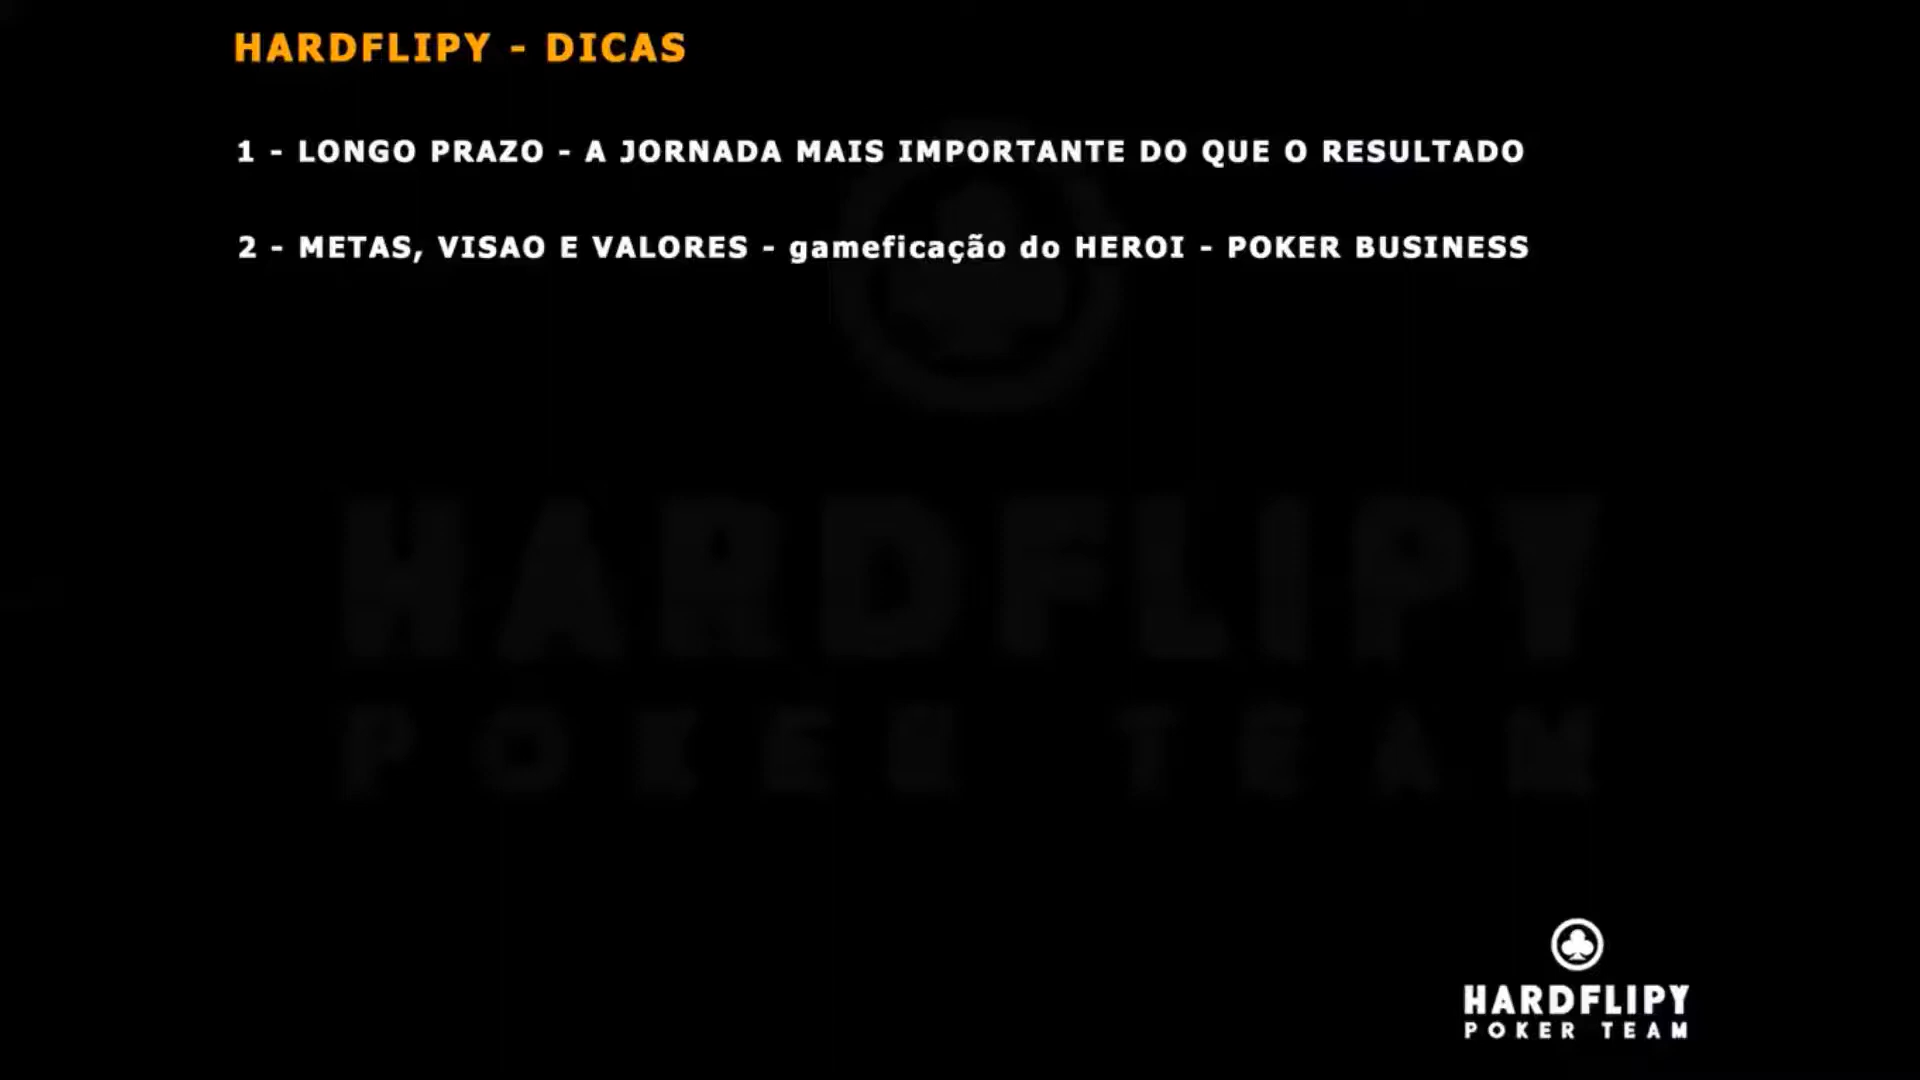 HARDFLIPY - DICAS
1 - LONGO PRAZO - A JORNADA MAIS IMPORTANTE DO QUE O RESULTADO
2 - METAS, VISAO E VALORES - gameficação do HEROI - POKER BUSINESS
HARDFLIPY
POKER TEAM
HARDFLIPY
POKER TEAM